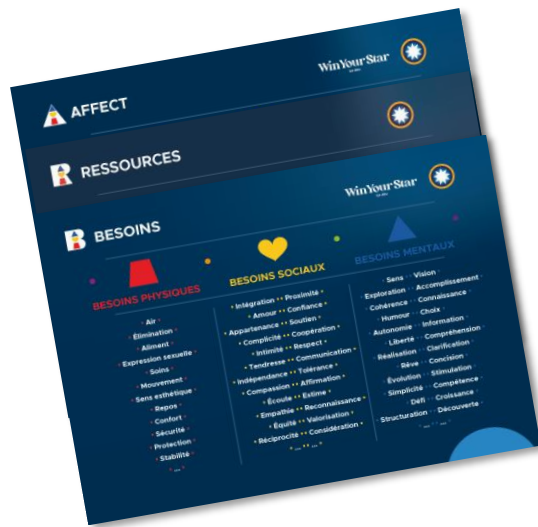 AFFECT
WinYourStar
RESSOURCES
BESOINS
WinYourStar
BESOINS PHYSIQUES
• Air •
• Élimination •
• Aliment •
• Expression sexuelle •
• Soins •
• Mouvement •
• Sens esthétique •
• Repos •
• Confort •
• Sécurité •
• Protection •
• Stabilité •
• ... •
BESOINS SOCIAUX
• Intégration • • Proximité •
• Amour • • Confiance •
• Appartenance • • Soutien •
• Complicité • • Coopération •
• Intimité • • Respect •
• Tendresse • • Communication •
• Indépendance • • Tolérance •
• Compassion • • Affirmation •
• Écoute • • Estime •
• Empathie • • Reconnaissance •
• Équité • • Valorisation •
• Réciprocité • • Considération •
• ... • • ... •
BESOINS MENTAUX
• Sens • • Vision •
• Exploration • • Accomplissement •
• Cohérence • • Connaissance •
• Humour • • Choix •
• Autonomie • • Information •
• Liberté • • Compréhension •
• Réalisation • • Clarification •
• Rêve • • Concision •
• Évolution • • Stimulation •
• Simplicité • • Compétence •
• Défi • • Croissance •
• Structuration • • Découverte •
• ... • • ... •